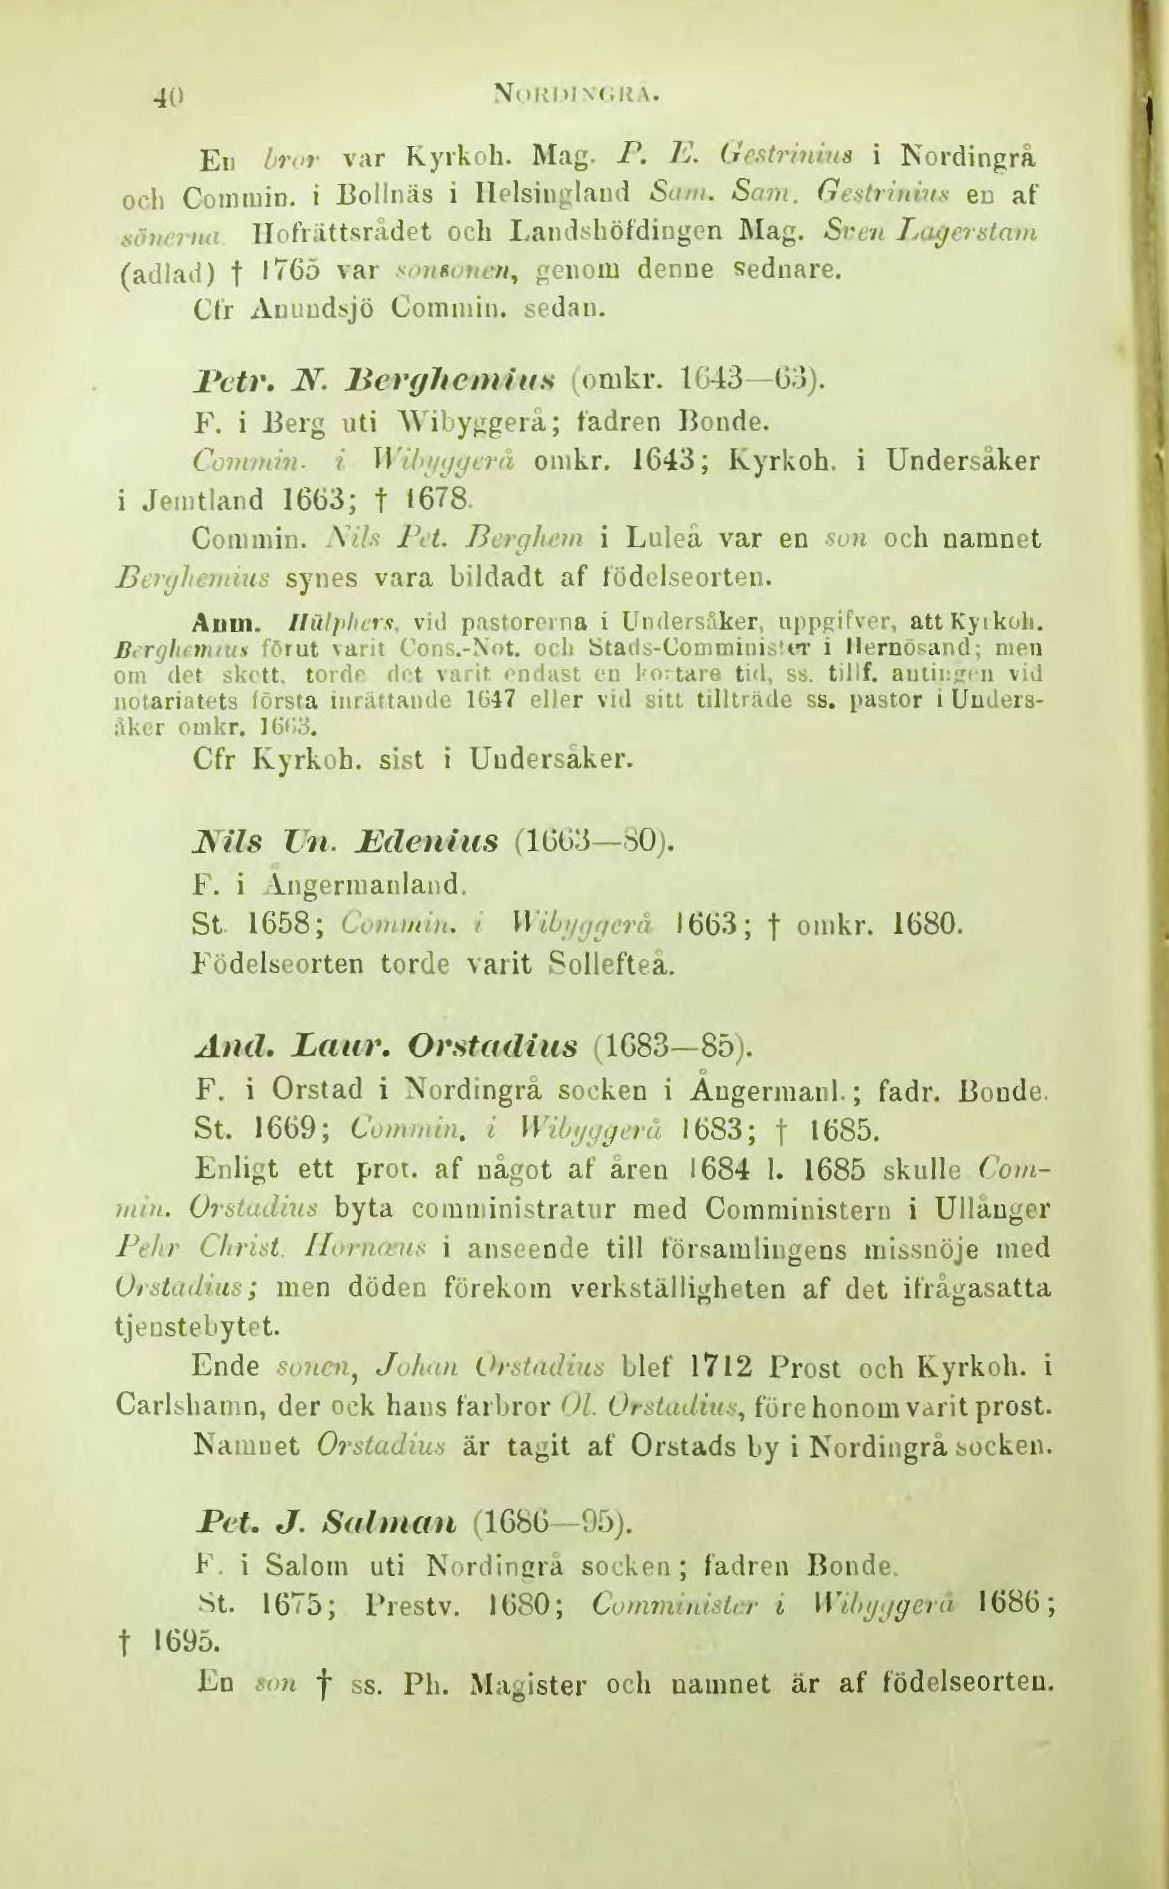 40 NORDINGRÅ.
En bror var Kyrkoh. Mag. P. E. Gestrinius i Nordingrå
och Commin. i Bollnäs i Helsingland Sam. Sam. Gestrinius en af
sönerna. Hofrättsrådet och Landshöfdingen Mag. Sven Lagerstam
(adlad) † 1765 var sonsonen, genom denne sednare.
Cfr Anundsjö Commin. sedan.
Petr. N. Berghemius (omkr. 1643—63).
F. i Berg uti Wibyggerå; fadren Bonde.
Commin. i Wibyggerå omkr. 1643; Kyrkoh. i Undersåker
i Jemtland 1663; † 1678.
Commin. Nils Pet. Berghem i Luleå var en son och namnet
Berghemius synes vara bildadt af födelseorten.
Anm. Hülphers, vid pastorerna i Undersåker, uppgifver, att Kyrkoh.
Berghemius förut varit Cons.-Not. och Stads-Comminister i Hernösand; men
om det skett, torde det varit endast en kortare tid, ss. tillf. antingen vid
notariatets första inrättande 1647 eller vid sitt tillträde ss. pastor i Unders-
åker omkr. 1663.
Cfr Kyrkoh. sist i Undersåker.
Nils Un. Edenius (1663—80).
F. i Ångermanland.
St. 1658; Commin. i Wibyggerå 1663; † omkr. 1680.
Födelseorten torde varit Sollefteå.
And. Laur. Orstadius (1683—85).
F. i Orstad i Nordingrå socken i Ångermanl.; fadr. Bonde.
St. 1669; Commin. i Wibyggerå 1683; † 1685.
Enligt ett prot. af något af åren 1684 l. 1685 skulle Com-
min. Orstadius byta comministratur med Comministern i Ullånger
Pehr Christ. Hornæus i anseende till församlingens missnöje med
Orstadius; men döden förekom verkställigheten af det ifrågasatta
tjenstebytet.
Ende sonen, Johan Orstadius blef 1712 Prost och Kyrkoh. i
Carlshamn, der ock hans farbror Ol. Orstadius, före honom varit prost.
Namnet Orstadius är tagit af Orstads by i Nordingrå socken.
Pet. J. Salman (1686—95).
F. i Salom uti Nordingrå socken; fadren Bonde.
St. 1675; Prestv. 1680; Comminister i Wibyggerå 1686;
† 1695.
En son † ss. Ph. Magister och namnet är af födelseorten.